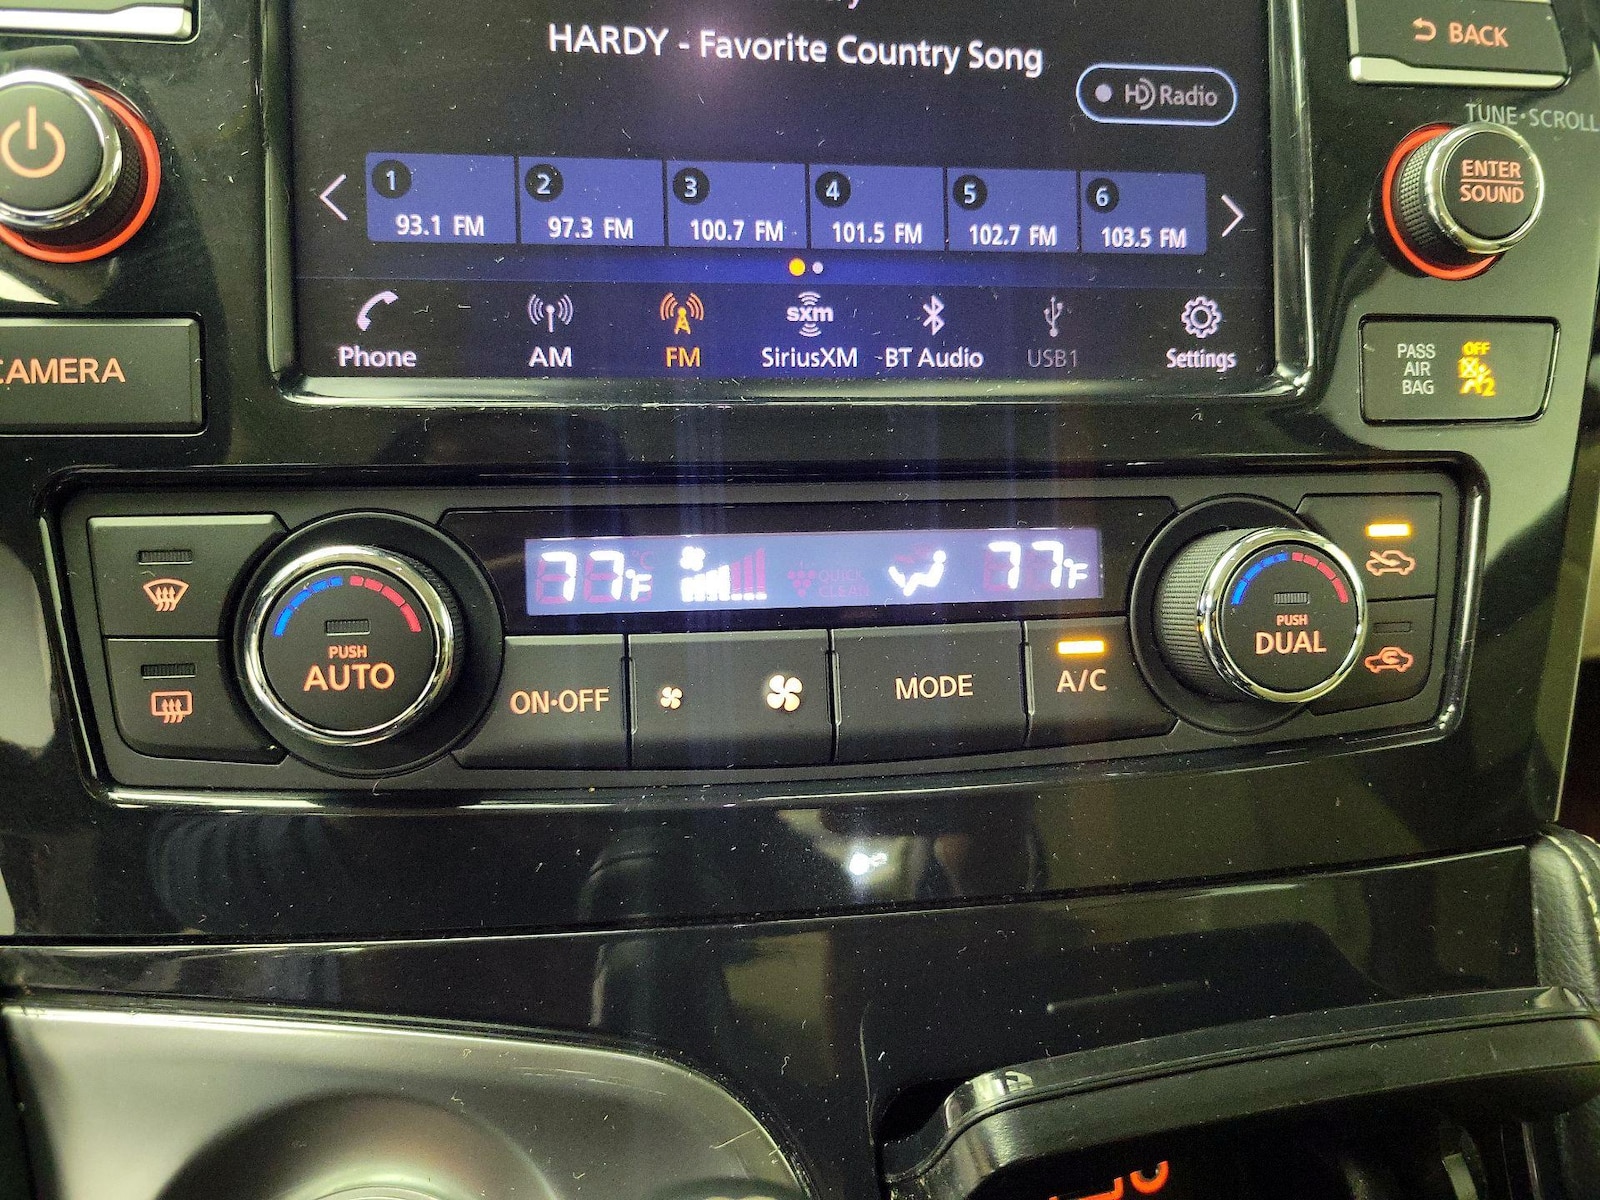 HARDY - Favorite Country Song
HD Radio
BACK
TUNE·SCROLL
ENTER
SOUND
1
93.1 FM
2
97.3 FM
3
100.7 FM
4
101.5 FM
5
102.7 FM
6
103.5 FM
Phone
AM
FM
sxm
SiriusXM
BT Audio
USB1
Settings
CAMERA
PASS
AIR
BAG
OFF
2
77°F
QUICK
CLEAN
77°F
PUSH
AUTO
ON·OFF
MODE
A/C
PUSH
DUAL